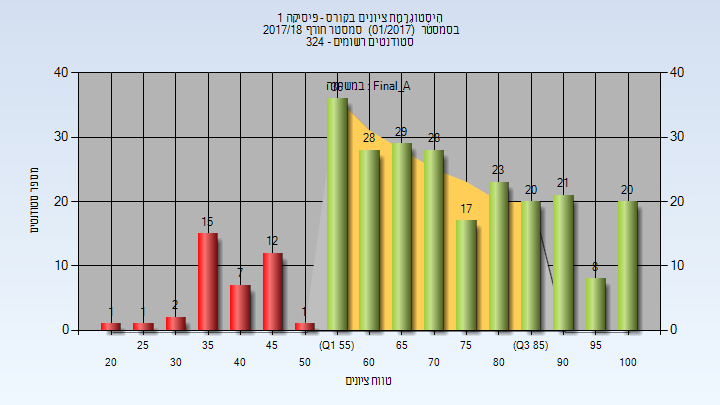 היסטוגרמת ציונים בקורס - פיסיקה 1
בסמסטר (01/2017) סמסטר חורף 2017/18
סטודנטים רשומים - 324
במשימה : Final_A
40 40
30 30
20 20
10 10
0 0
מספר סטודנטים
1 1 2 15 7 12 1 36 28 29 28 17 23 20 21 8 20
25 35 45 (Q1 55) 65 75 (Q3 85) 95
20 30 40 50 60 70 80 90 100
טווח ציונים